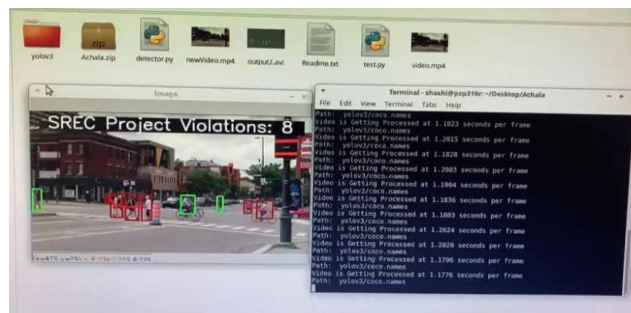 yolov3
Achala.zip
detector.py
newVideo.mp4
output2.avi
Readme.txt
test.py
video.mp4
zip
Image
SREC Project Violations: 8
Terminal - shashi@pzp316r: ~/Desktop/Achala
File Edit View Terminal Tabs Help
Path: yolov3/coco.names
Video is Getting Processed at 1.1823 seconds per frame
Path: yolov3/coco.names
Video is Getting Processed at 1.2015 seconds per frame
Path: yolov3/coco.names
Video is Getting Processed at 1.1828 seconds per frame
Path: yolov3/coco.names
Video is Getting Processed at 1.2003 seconds per frame
Path: yolov3/coco.names
Video is Getting Processed at 1.1904 seconds per frame
Path: yolov3/coco.names
Video is Getting Processed at 1.1836 seconds per frame
Path: yolov3/coco.names
Video is Getting Processed at 1.1803 seconds per frame
Path: yolov3/coco.names
Video is Getting Processed at 1.2024 seconds per frame
Path: yolov3/coco.names
Video is Getting Processed at 1.2020 seconds per frame
Path: yolov3/coco.names
Video is Getting Processed at 1.1796 seconds per frame
Path: yolov3/coco.names
Video is Getting Processed at 1.1776 seconds per frame
Path: yolov3/coco.names